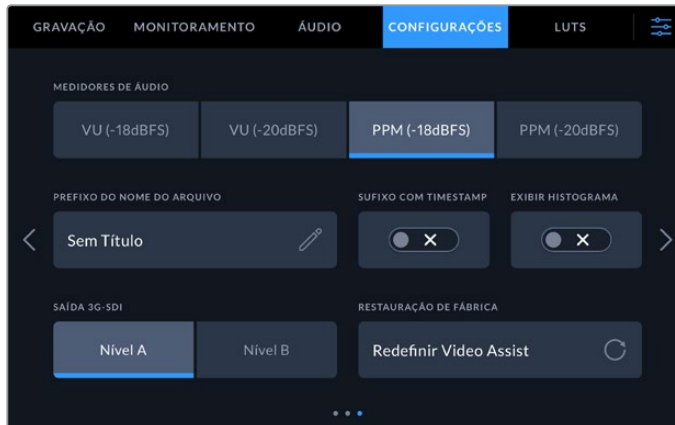 GRAVAÇÃO MONITORAMENTO ÁUDIO CONFIGURAÇÕES LUTS
MEDIDORES DE ÁUDIO
VU (-18dBFS) VU (-20dBFS) PPM (-18dBFS) PPM (-20dBFS)
PREFIXO DO NOME DO ARQUIVO SUFIXO COM TIMESTAMP EXIBIR HISTOGRAMA
Sem Título
SAÍDA 3G-SDI RESTAURAÇÃO DE FÁBRICA
Nível A Nível B Redefinir Video Assist